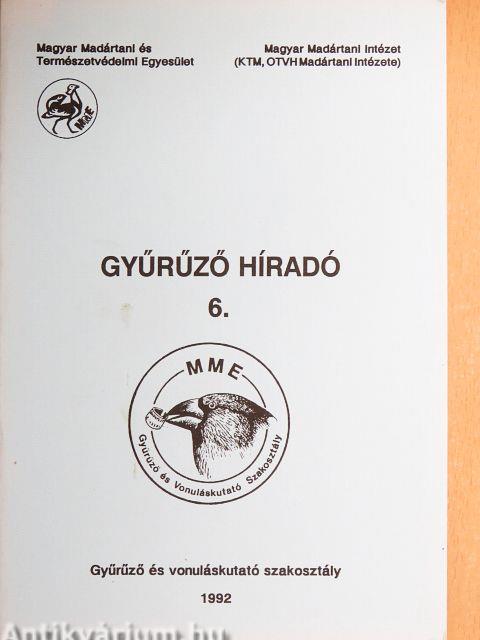 Magyar Madártani és
Természetvédelmi Egyesület
Magyar Madártani Intézet
(KTM, OTVH Madártani Intézete)
MME
GYŰRŰZŐ HÍRADÓ
6.
MME
Gyűrűző és Vonuláskutató Szakosztály
Gyűrűző és vonuláskutató szakosztály
1992
Antikvárium.hu